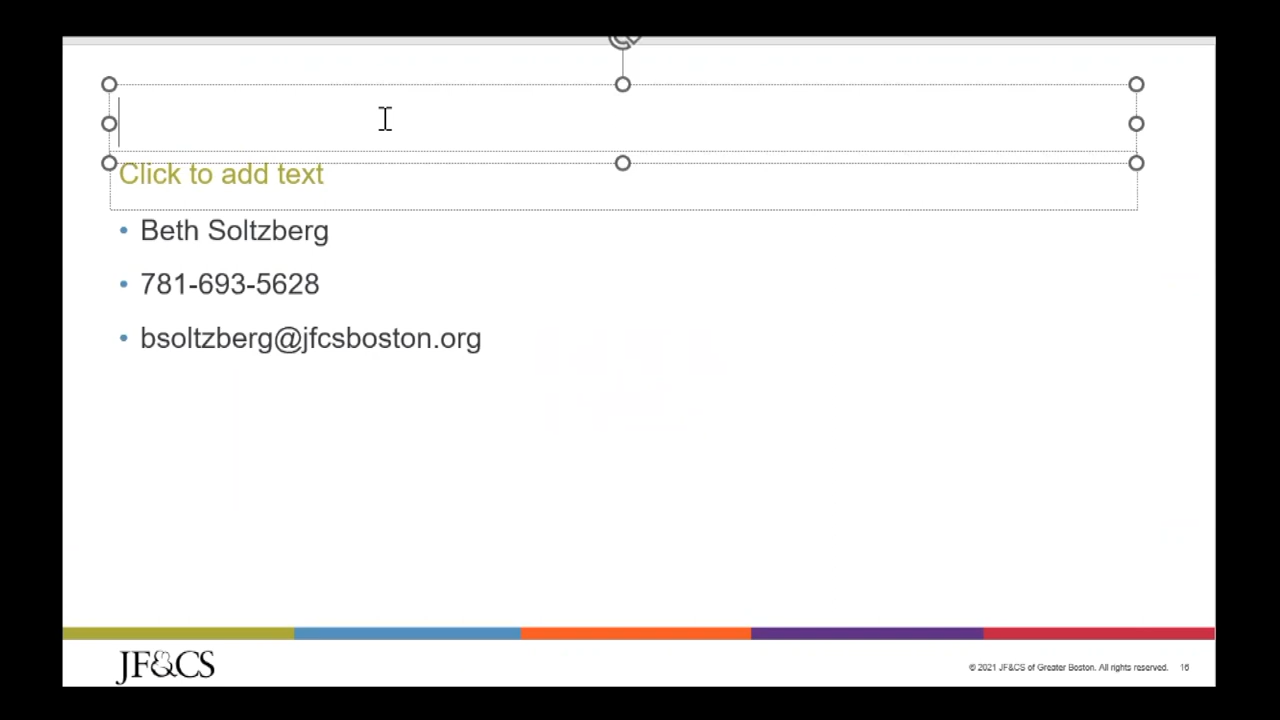 Click to add text
• Beth Soltzberg
• 781-693-5628
• bsoltzberg@jfcsboston.org
JF&CS
© 2021 JF&CS of Greater Boston. All rights reserved. 16